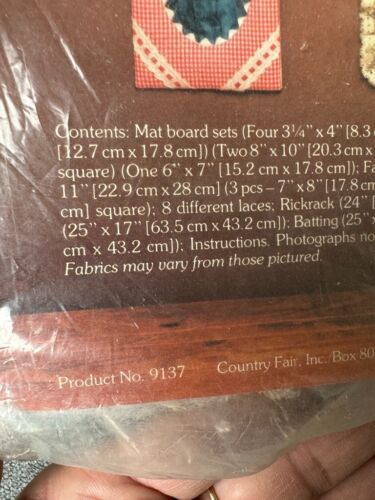 Contents: Mat board sets (Four 3¼" x 4" [8.3
[12.7 cm x 17.8 cm]) (Two 8" x 10" [20.3 cm x
square) (One 6" x 7" [15.2 cm x 17.8 cm]); Fa
11" [22.9 cm x 28 cm] (3 pcs – 7" x 8" [17.8 cm
cm] square); 8 different laces; Rickrack (24" [
(25" x 17" [63.5 cm x 43.2 cm]); Batting (25" x
cm x 43.2 cm]); Instructions. Photographs no
Fabrics may vary from those pictured.
Product No. 9137 Country Fair, Inc. Box 80